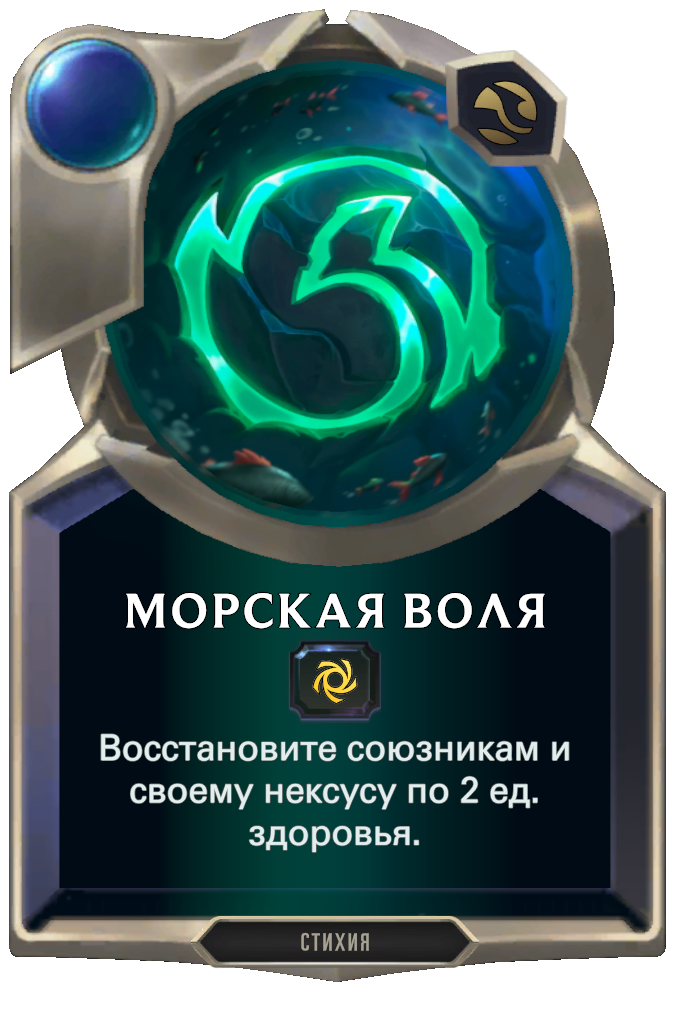 МОРСКАЯ ВОЛЯ
Восстановите союзникам и
своему нексусу по 2 ед.
здоровья.
СТИХИЯ